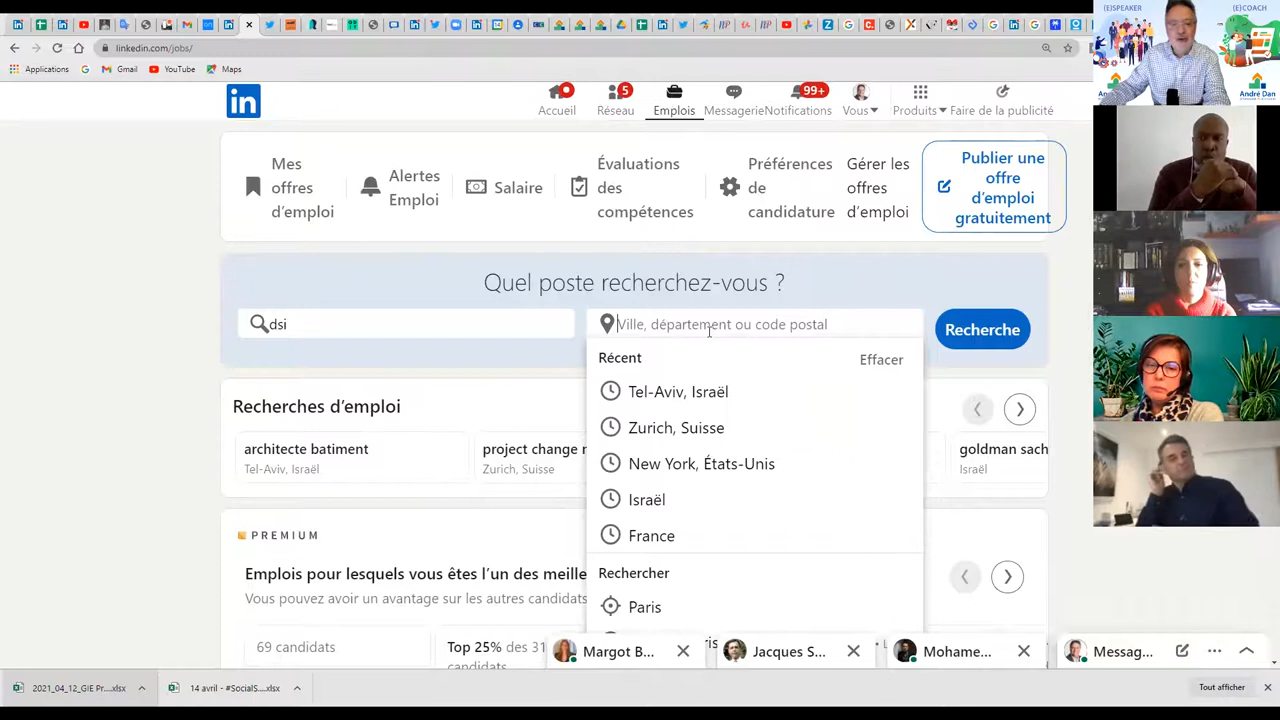 linkedin.com/jobs/
Applications
Gmail
YouTube
Maps
in
5
99+
Accueil
Réseau
Emplois
Messagerie
Notifications
Vous
Produits
Faire de la publicité
Mes offres d'emploi
Alertes Emploi
Salaire
Évaluations des compétences
Préférences de candidature
Gérer les offres d'emploi
Publier une offre d'emploi gratuitement
Quel poste recherchez-vous ?
dsi
Ville, département ou code postal
Recherche
Récent
Effacer
Tel-Aviv, Israël
Zurich, Suisse
New York, États-Unis
Israël
France
Rechercher
Paris
Recherches d'emploi
architecte batiment
Tel-Aviv, Israël
project change
Zurich, Suisse
goldman sach
Israël
PREMIUM
Emplois pour lesquels vous êtes l'un des meille
Vous pouvez avoir un avantage sur les autres candidats
69 candidats
Top 25% des 31
candidats
Margot B...
Jacques S...
Mohame...
Messag...
2021_04_12_GIE Pr....xlsx
14 avril - #SocialS....xlsx
Tout afficher
(E)SPEAKER
(E)COACH
André Dan